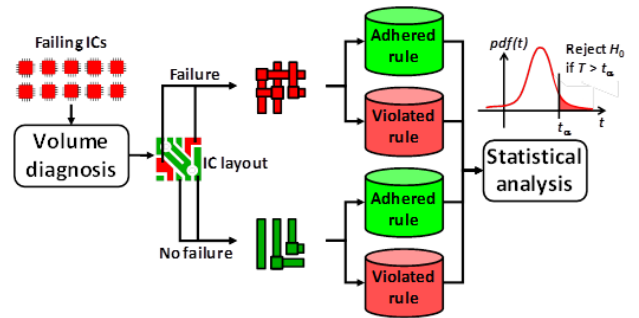 Failing ICs
Volume
diagnosis
Failure
IC layout
No failure
Adhered
rule
Violated
rule
Adhered
rule
Violated
rule
pdf(t)
Reject H₀
if T > tα
tα
t
Statistical
analysis